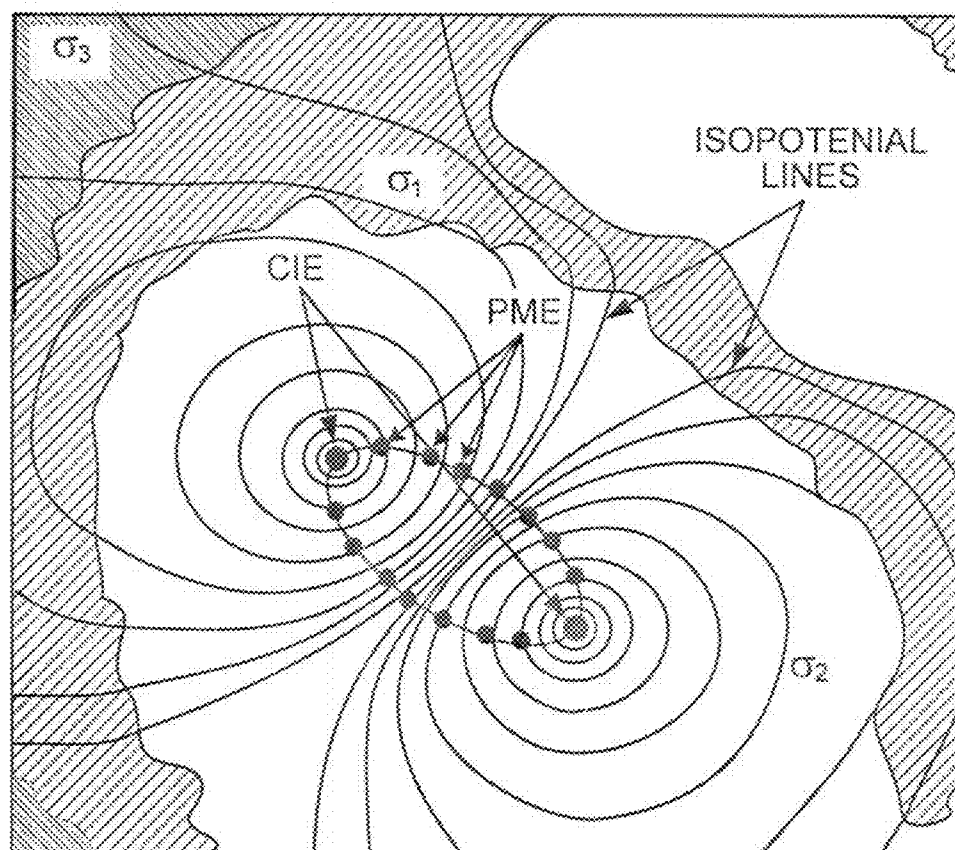 σ3
σ1
ISOPOTENIAL
LINES
CIE
PME
σ2